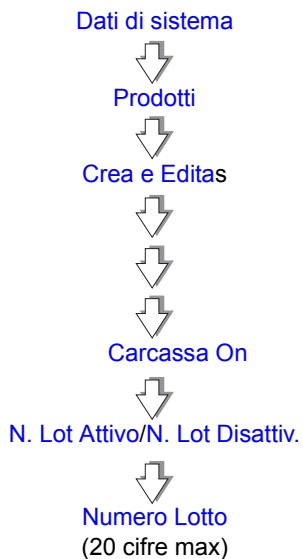 Dati di sistema
Prodotti
Crea e Editas
Carcassa On
N. Lot Attivo/N. Lot Disattiv.
Numero Lotto
(20 cifre max)